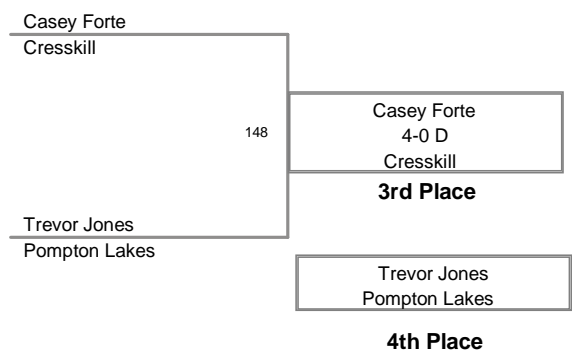 Casey Forte
Cresskill
148
Casey Forte
4-0 D
Cresskill
3rd Place
Trevor Jones
Pompton Lakes
Trevor Jones
Pompton Lakes
4th Place